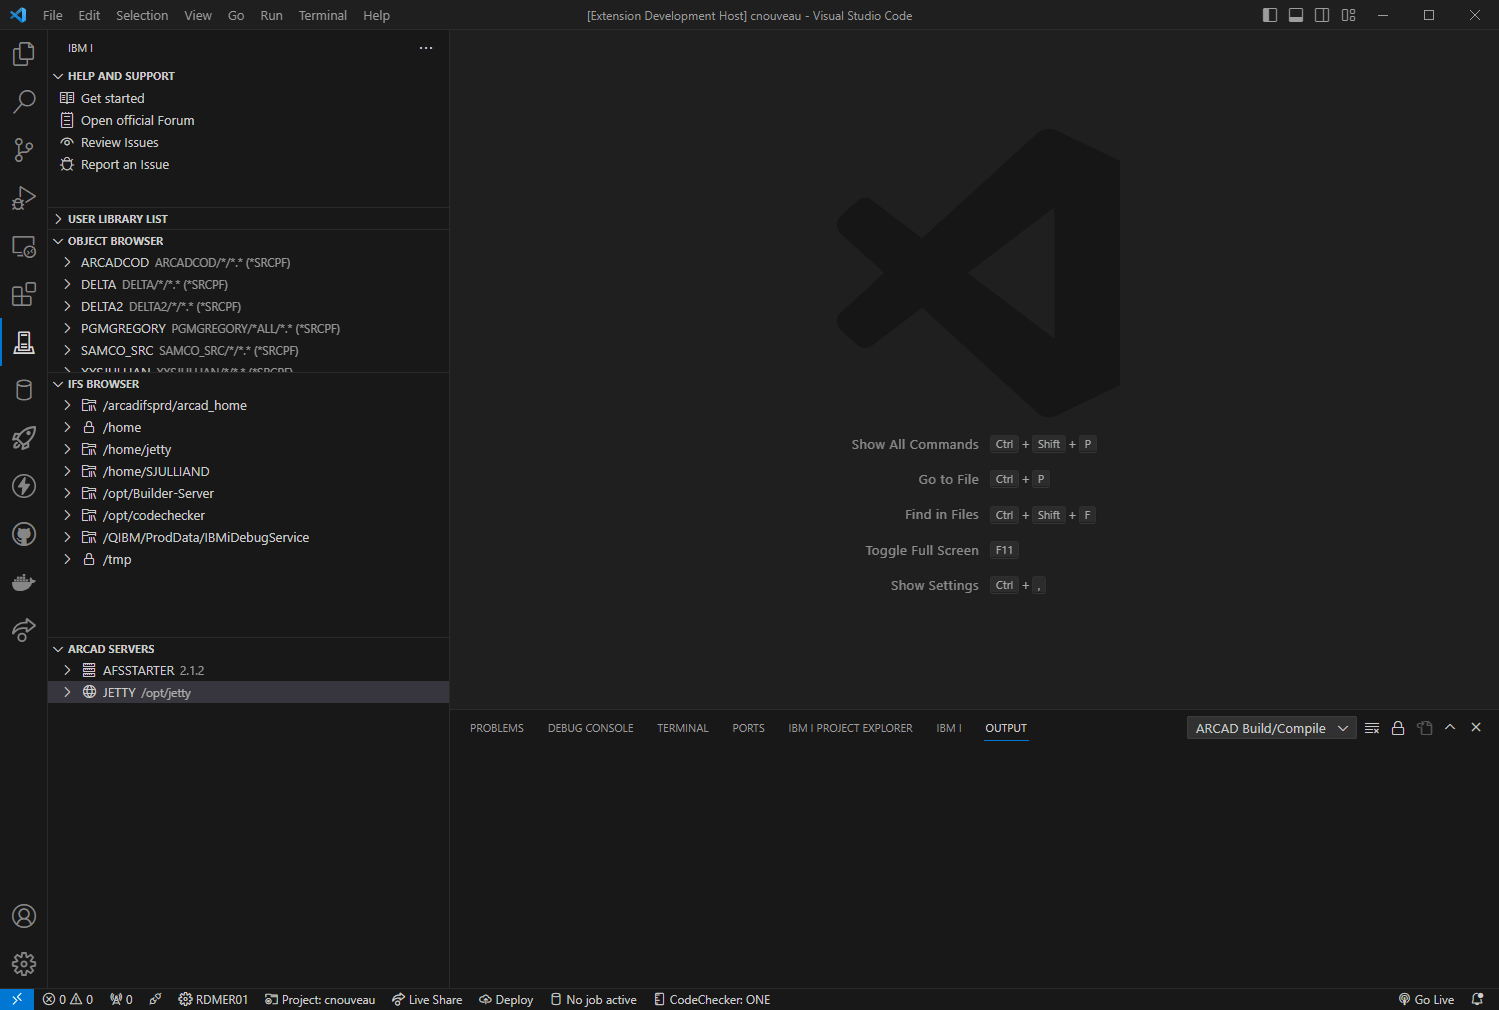 File Edit Selection View Go Run Terminal Help
[Extension Development Host] cnouveau - Visual Studio Code
IBM I
HELP AND SUPPORT
Get started
Open official Forum
Review Issues
Report an Issue
USER LIBRARY LIST
OBJECT BROWSER
ARCADCOD ARCADCOD/*/*.* (*SRCPF)
DELTA DELTA/*/*.* (*SRCPF)
DELTA2 DELTA2/*/*.* (*SRCPF)
PGMGREGORY PGMGREGORY/*ALL/*.* (*SRCPF)
SAMCO_SRC SAMCO_SRC/*/*.* (*SRCPF)
IFS BROWSER
/arcadifsprd/arcad_home
/home
/home/jetty
/home/SJULLIAND
/opt/Builder-Server
/opt/codechecker
/QIBM/ProdData/IBMiDebugService
/tmp
ARCAD SERVERS
AFSSTARTER 2.1.2
JETTY /opt/jetty
Show All Commands Ctrl + Shift + P
Go to File Ctrl + P
Find in Files Ctrl + Shift + F
Toggle Full Screen F11
Show Settings Ctrl + ,
PROBLEMS DEBUG CONSOLE TERMINAL PORTS IBM I PROJECT EXPLORER IBM I OUTPUT
ARCAD Build/Compile
0 0 0 RDMER01 Project: cnouveau Live Share Deploy No job active CodeChecker: ONE Go Live